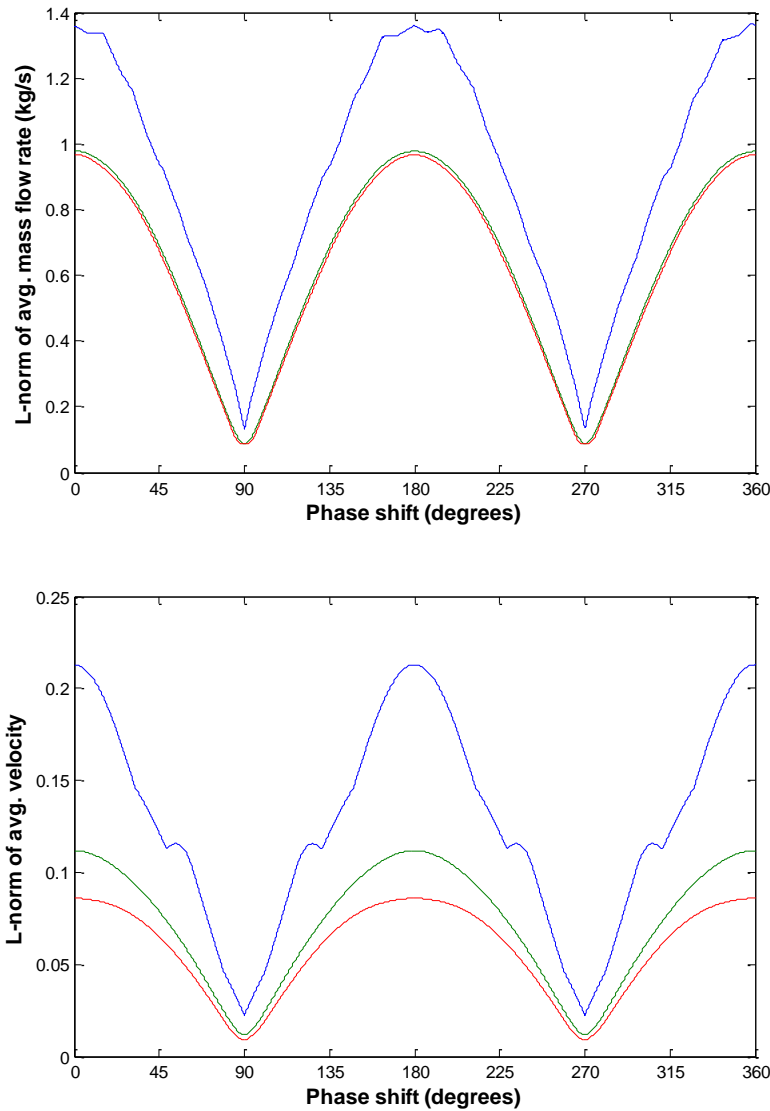 1.4
1.2
1
0.8
0.6
0.4
0.2
0
L-norm of avg. mass flow rate (kg/s)
0 45 90 135 180 225 270 315 360
Phase shift (degrees)
0.25
0.2
0.15
0.1
0.05
0
L-norm of avg. velocity
0 45 90 135 180 225 270 315 360
Phase shift (degrees)